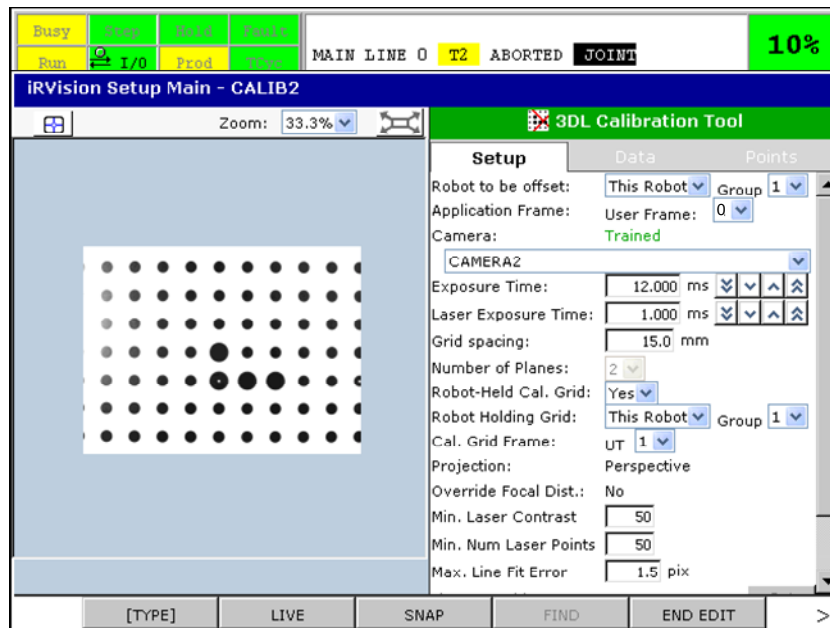 Busy Step Hold Fault
Run I/O Prod TCyc MAIN LINE 0 T2 ABORTED JOINT 10%
iRVision Setup Main - CALIB2
Zoom: 33.3% 3DL Calibration Tool
Setup Data Points
Robot to be offset: This Robot Group 1
Application Frame: User Frame: 0
Camera: Trained
CAMERA2
Exposure Time: 12.000 ms
Laser Exposure Time: 1.000 ms
Grid spacing: 15.0 mm
Number of Planes: 2
Robot-Held Cal. Grid: Yes
Robot Holding Grid: This Robot Group 1
Cal. Grid Frame: UT 1
Projection: Perspective
Override Focal Dist.: No
Min. Laser Contrast 50
Min. Num Laser Points 50
Max. Line Fit Error 1.5 pix
[TYPE] LIVE SNAP FIND END EDIT >